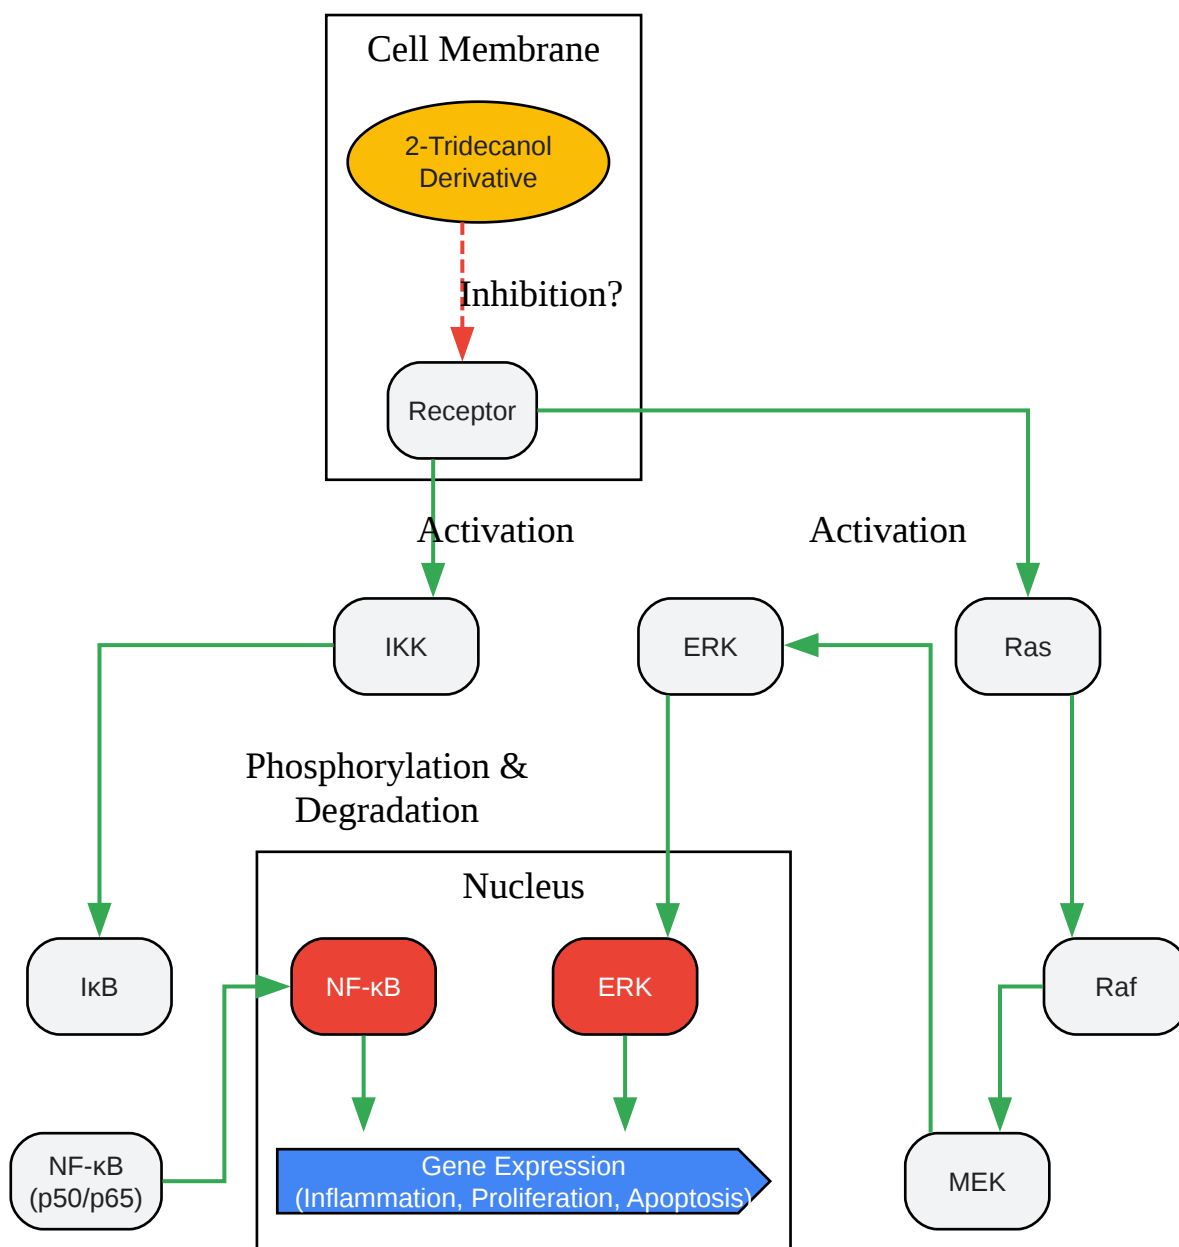 Cell Membrane
2-Tridecanol
Derivative
Inhibition?
Receptor
Activation
Activation
IKK
ERK
Ras
Phosphorylation &
Degradation
Nucleus
IκB
NF-κB
ERK
Raf
NF-κB
(p50/p65)
Gene Expression
(Inflammation, Proliferation, Apoptosis)
MEK